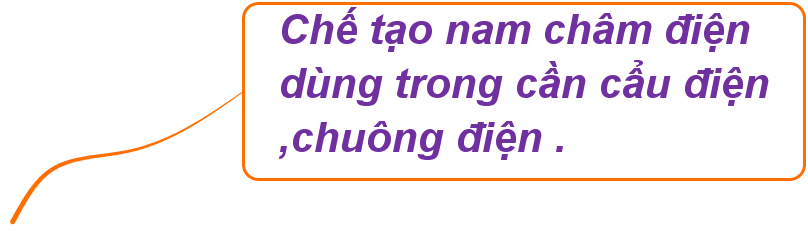 Chế tạo nam châm điện
dùng trong cần cẩu điện
,chuông điện .